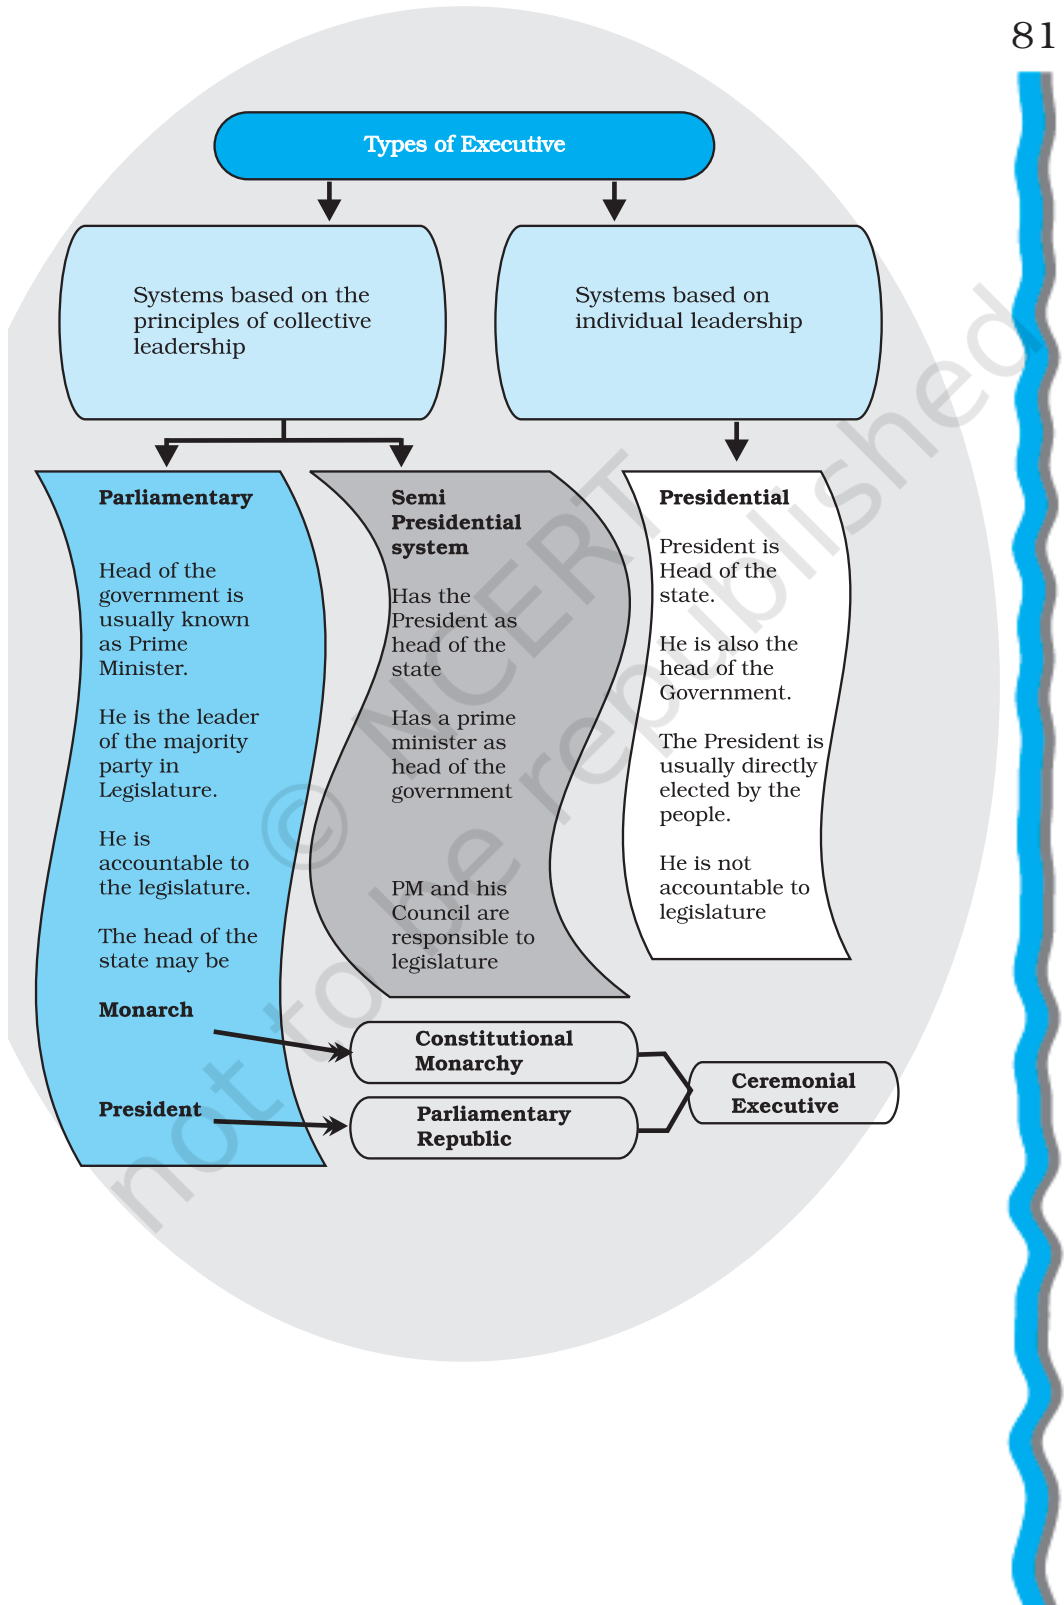 81
Types of Executive
Systems based on the
principles of collective
leadership
Systems based on
individual leadership
Parliamentary
Head of the
government is
usually known
as Prime
Minister.
He is the leader
of the majority
party in
Legislature.
He is
accountable to
the legislature.
The head of the
state may be
Monarch
President
Semi
Presidential
system
Has the
President as
head of the
state
Has a prime
minister as
head of the
government
PM and his
Council are
responsible to
legislature
Presidential
President is
Head of the
state.
He is also the
head of the
Government.
The President is
usually directly
elected by the
people.
He is not
accountable to
legislature
Constitutional
Monarchy
Parliamentary
Republic
Ceremonial
Executive
© NCERT
not to be republished